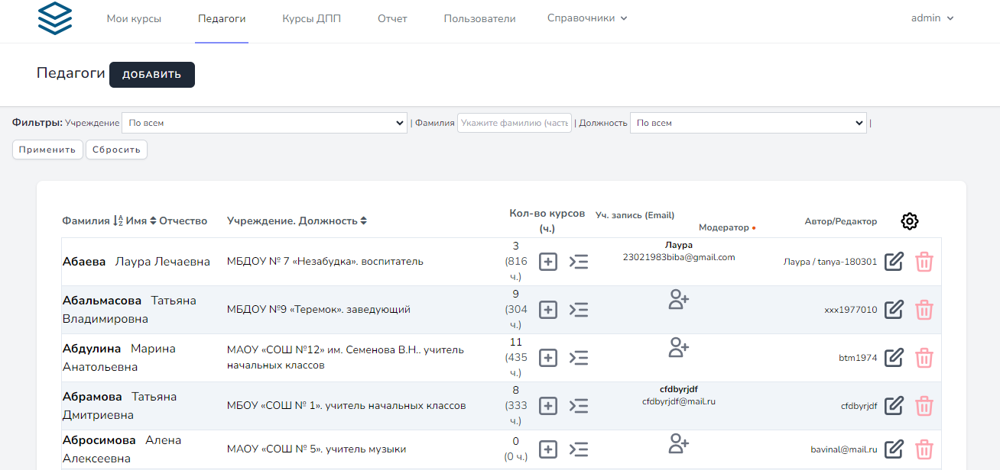 Мои курсы Педагоги Курсы ДПП Отчет Пользователи Справочники admin
Педагоги ДОБАВИТЬ
Фильтры: Учреждение По всем | Фамилия Укажите фамилию (часть | Должность По всем |
Применить Сбросить
Фамилия Имя Отчество Учреждение. Должность Кол-во курсов (ч.) Уч. запись (Email) Модератор Автор/Редактор
Абаева Лаура Лечаевна МБДОУ № 7 «Незабудка». воспитатель 3 (816 ч.) Лаура 23021983biba@gmail.com Лаура / tanya-180301
Абальмасова Татьяна Владимировна МБДОУ №9 «Теремок». заведующий 9 (304 ч.) xxx1977010
Абдулина Марина Анатольевна МАОУ «СОШ №12» им. Семенова В.Н.. учитель начальных классов 11 (435 ч.) btm1974
Абрамова Татьяна Дмитриевна МБОУ «СОШ № 1». учитель начальных классов 8 (333 ч.) cfdbyrjdf cfdbyrjdf@mail.ru cfdbyrjdf
Абросимова Алена Алексеевна МАОУ «СОШ № 5». учитель музыки 0 (0 ч.) bavinal@mail.ru